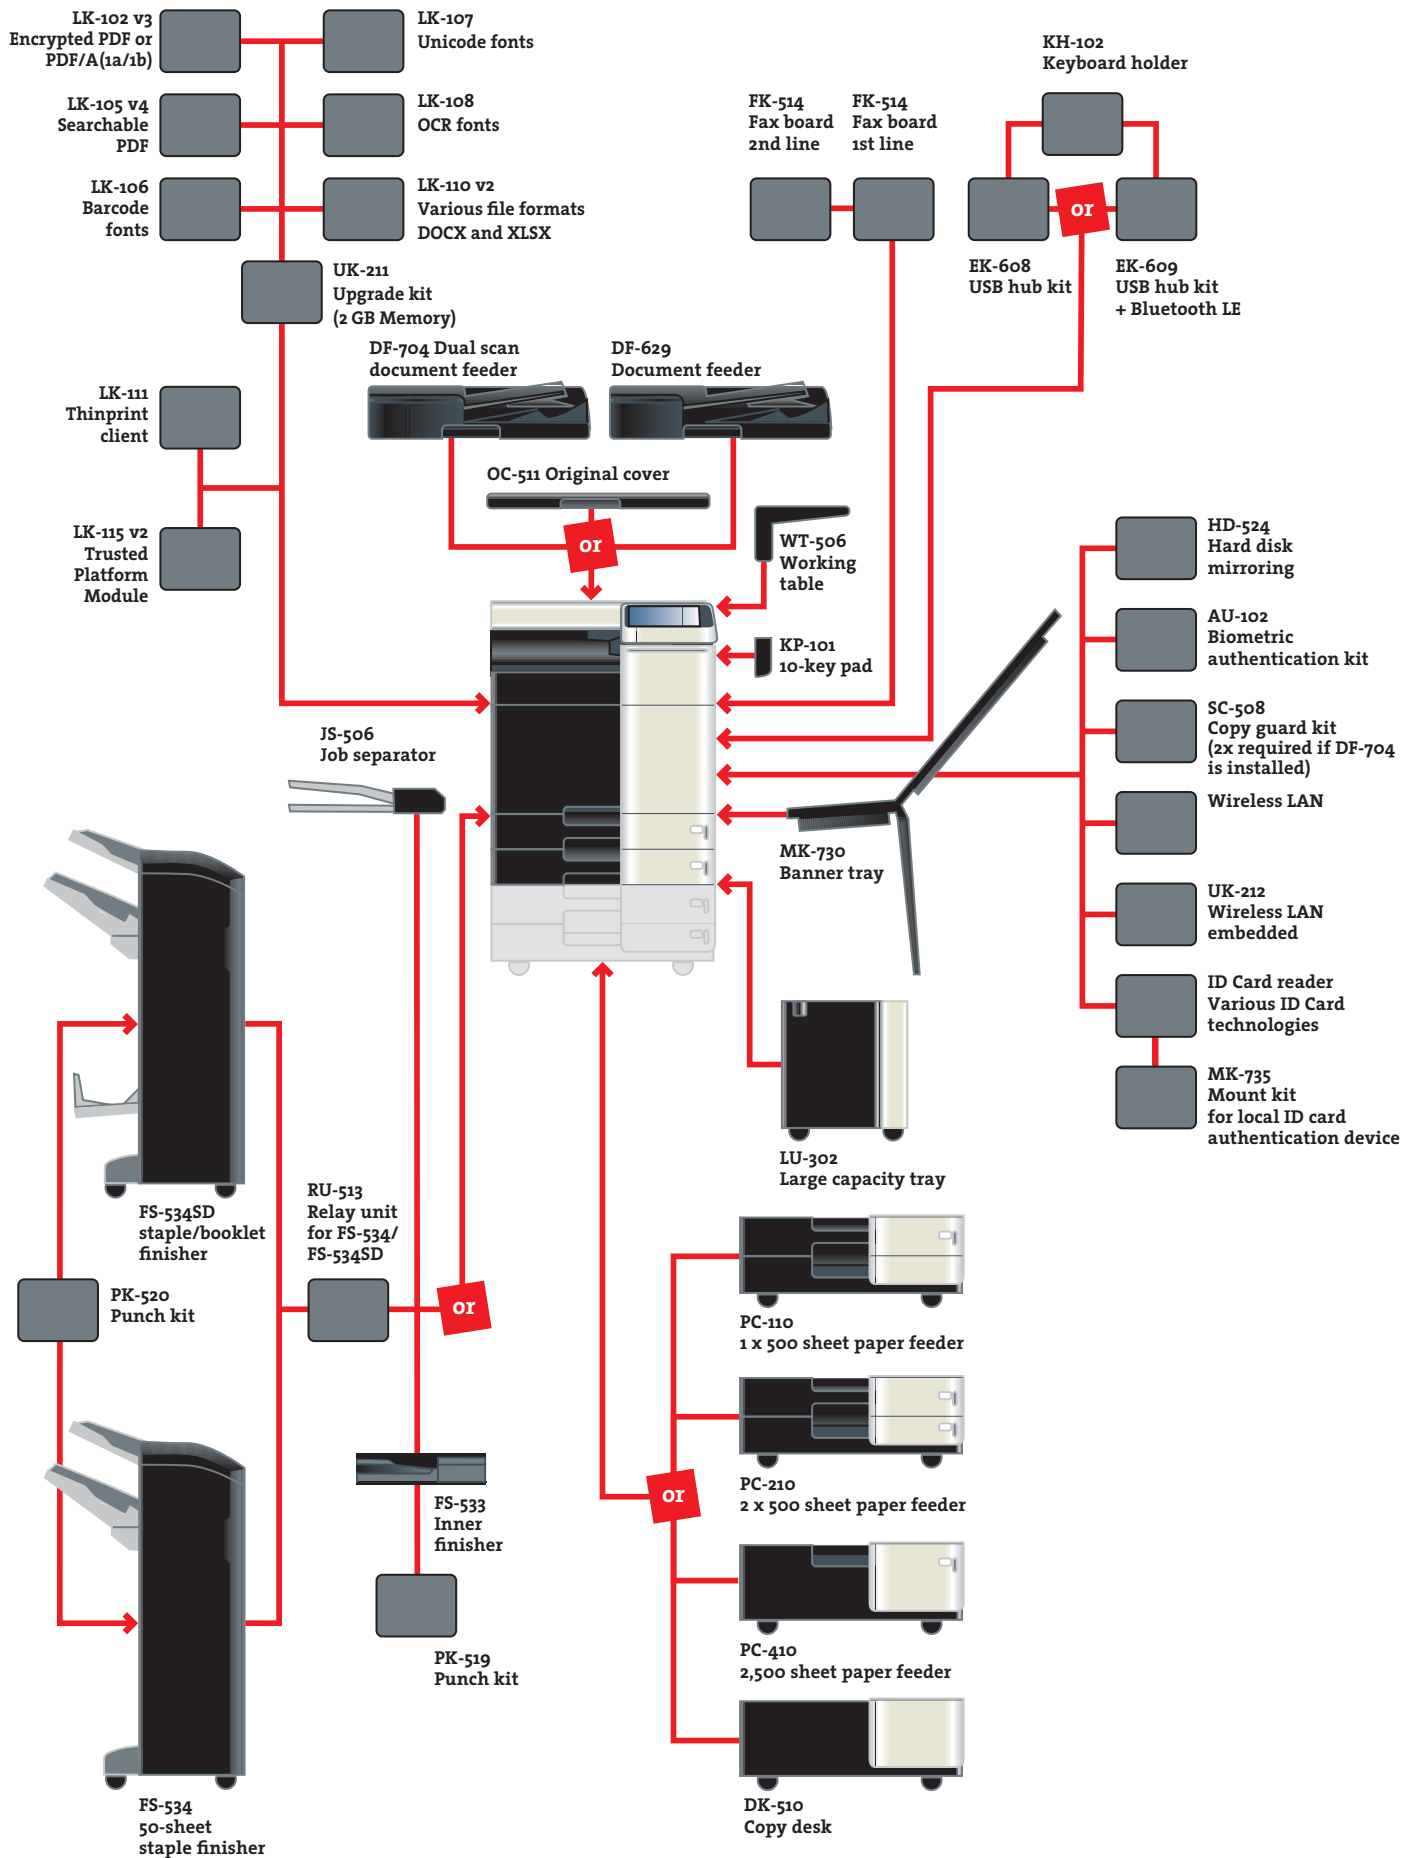 LK-102 v3
Encrypted PDF or
PDF/A(1a/1b)
LK-107
Unicode fonts
LK-105 v4
Searchable
PDF
LK-108
OCR fonts
LK-106
Barcode
fonts
LK-110 v2
Various file formats
DOCX and XLSX
UK-211
Upgrade kit
(2 GB Memory)
LK-111
Thinprint
client
LK-115 v2
Trusted
Platform
Module
KH-102
Keyboard holder
FK-514
Fax board
2nd line
FK-514
Fax board
1st line
or
EK-608
USB hub kit
EK-609
USB hub kit
+ Bluetooth LE
DF-704 Dual scan
document feeder
DF-629
Document feeder
OC-511 Original cover
or
WT-506
Working
table
KP-101
10-key pad
HD-524
Hard disk
mirroring
AU-102
Biometric
authentication kit
SC-508
Copy guard kit
(2x required if DF-704
is installed)
Wireless LAN
UK-212
Wireless LAN
embedded
ID Card reader
Various ID Card
technologies
MK-735
Mount kit
for local ID card
authentication device
JS-506
Job separator
MK-730
Banner tray
LU-302
Large capacity tray
FS-534SD
staple/booklet
finisher
RU-513
Relay unit
for FS-534/
FS-534SD
PK-520
Punch kit
or
PC-110
1 x 500 sheet paper feeder
PC-210
2 x 500 sheet paper feeder
or
FS-533
Inner
finisher
PK-519
Punch kit
PC-410
2,500 sheet paper feeder
DK-510
Copy desk
FS-534
50-sheet
staple finisher